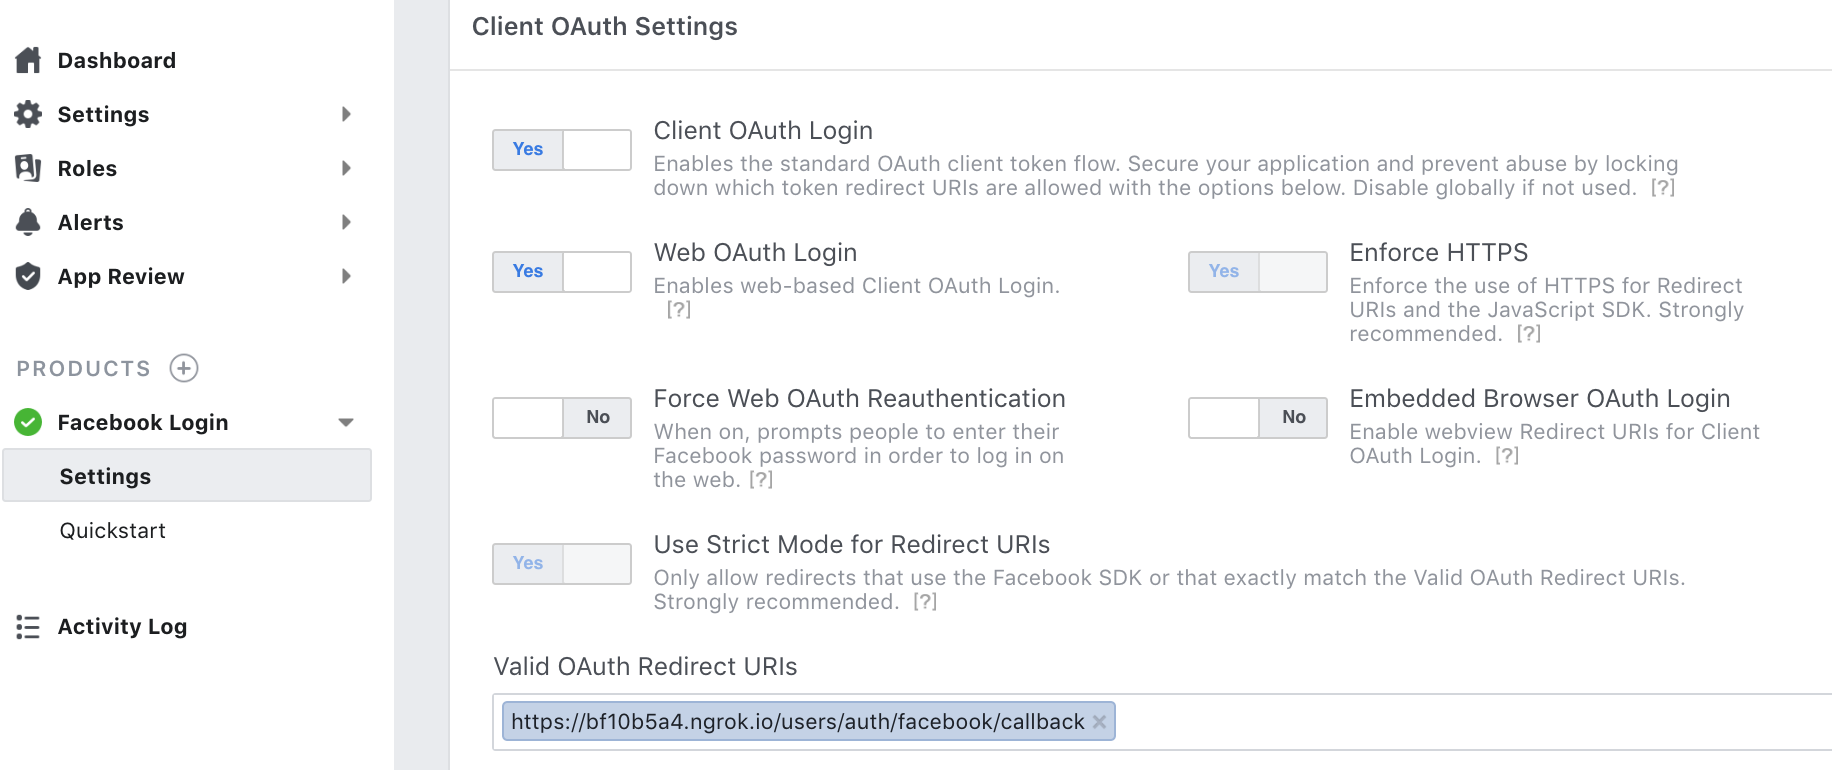 Dashboard
Settings
Roles
Alerts
App Review
PRODUCTS
Facebook Login
Settings
Quickstart
Activity Log
Client OAuth Settings
Yes
Client OAuth Login
Enables the standard OAuth client token flow. Secure your application and prevent abuse by locking
down which token redirect URIs are allowed with the options below. Disable globally if not used. [?]
Yes
Web OAuth Login
Enables web-based Client OAuth Login.
[?]
Yes
Enforce HTTPS
Enforce the use of HTTPS for Redirect
URIs and the JavaScript SDK. Strongly
recommended. [?]
No
Force Web OAuth Reauthentication
When on, prompts people to enter their
Facebook password in order to log in on
the web. [?]
No
Embedded Browser OAuth Login
Enable webview Redirect URIs for Client
OAuth Login. [?]
Yes
Use Strict Mode for Redirect URIs
Only allow redirects that use the Facebook SDK or that exactly match the Valid OAuth Redirect URIs.
Strongly recommended. [?]
Valid OAuth Redirect URIs
https://bf10b5a4.ngrok.io/users/auth/facebook/callback